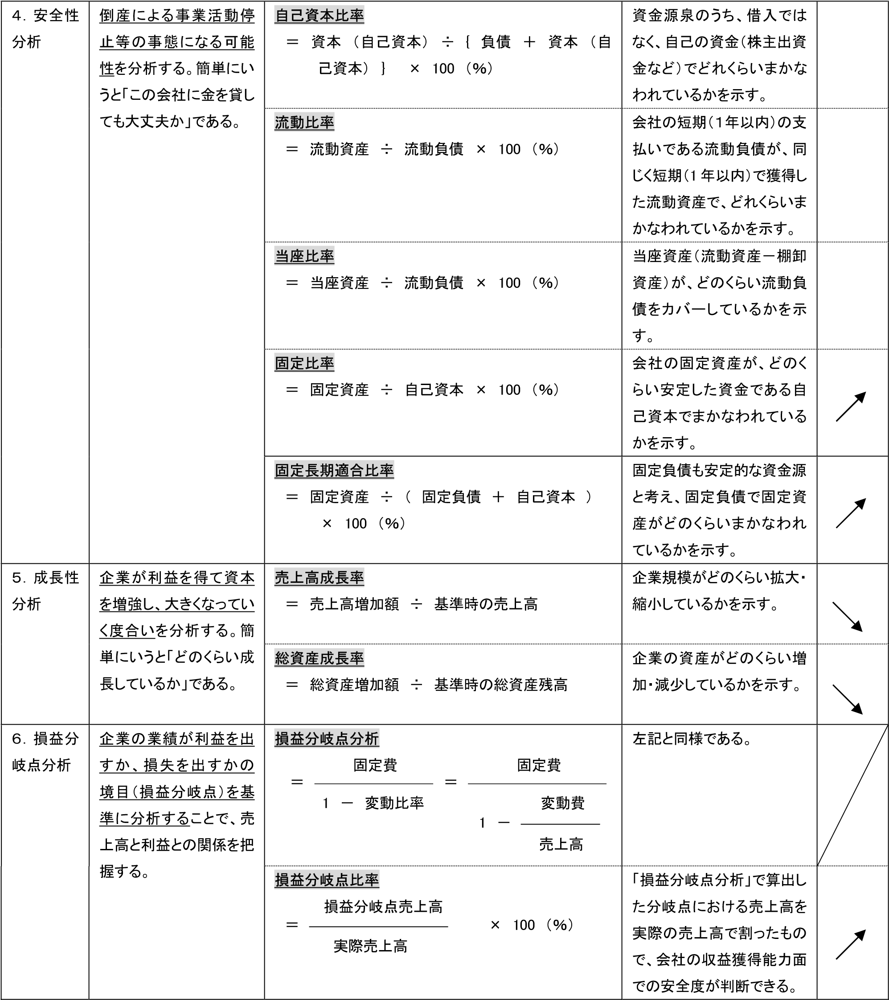 ４．安全性
分析
倒産による事業活動停
止等の事態になる可能
性を分析する。簡単にい
うと「この会社に金を貸し
ても大丈夫か」である。
自己資本比率
＝ 資本 （自己資本） ÷ ｛ 負債 ＋ 資本 （自
己資本） ｝ × 100 （％）
資金源泉のうち、借入では
なく、自己の資金（株主出資
金など）でどれくらいまかな
われているかを示す。
流動比率
＝ 流動資産 ÷ 流動負債 × 100 （％）
会社の短期（１年以内）の支
払いである流動負債が、同
じく短期（1 年以内）で獲得し
た流動資産で、どれくらいま
かなわれているかを示す。
当座比率
＝ 当座資産 ÷ 流動負債 × 100 （％）
当座資産（流動資産－棚卸
資産）が、どのくらい流動負
債をカバーしているかを示
す。
固定比率
＝ 固定資産 ÷ 自己資本 × 100 （％）
会社の固定資産が、どのく
らい安定した資金である自
己資本でまかなわれている
かを示す。
固定長期適合比率
＝ 固定資産 ÷ （ 固定負債 ＋ 自己資本 ）
× 100 （％）
固定負債も安定的な資金源
と考え、固定負債で固定資
産がどのくらいまかなわれ
ているかを示す。
５．成長性
分析
企業が利益を得て資本
を増強し、大きくなってい
く度合いを分析する。簡
単にいうと「どのくらい成
長しているか」である。
売上高成長率
＝ 売上高増加額 ÷ 基準時の売上高
企業規模がどのくらい拡大・
縮小しているかを示す。
総資産成長率
＝ 総資産増加額 ÷ 基準時の総資産残高
企業の資産がどのくらい増
加・減少しているかを示す。
６．損益分
岐点分析
企業の業績が利益を出
すか、損失を出すかの
境目（損益分岐点）を基
準に分析することで、売
上高と利益との関係を把
握する。
損益分岐点分析
固定費 固定費
＝ ＝
1 － 変動比率 変動費
1 －
売上高
左記と同様である。
損益分岐点比率
損益分岐点売上高
＝ × 100 （％）
実際売上高
「損益分岐点分析」で算出し
た分岐点における売上高を
実際の売上高で割ったもの
で、会社の収益獲得能力面
での安全度が判断できる。